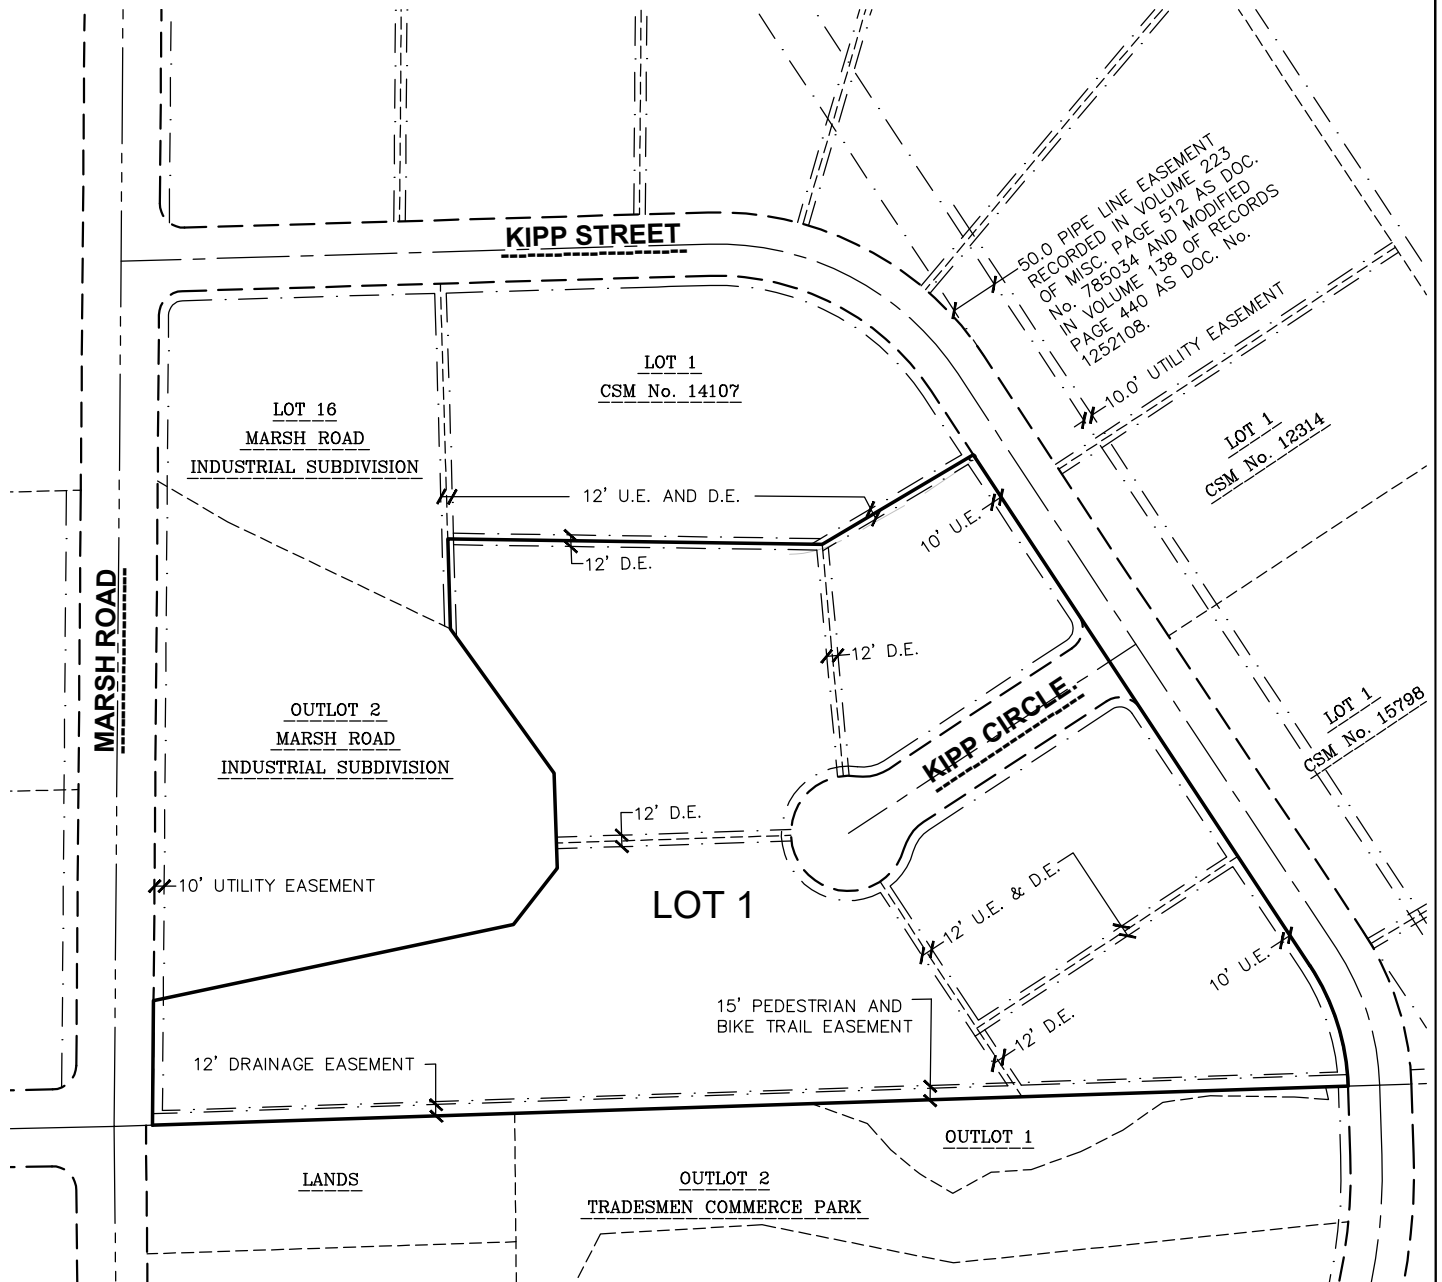 50.0 PIPE LINE EASEMENT
RECORDED IN VOLUME 223
OF MISC. PAGE 512 AS DOC.
No. 785034 AND MODIFIED
IN VOLUME 138 OF RECORDS
PAGE 440 AS DOC. No.
1252108.
KIPP STREET
10.0' UTILITY EASEMENT
LOT 1
CSM No. 14107
LOT 16
MARSH ROAD
INDUSTRIAL SUBDIVISION
LOT 1
CSM No. 12314
12' U.E. AND D.E.
10' U.E.
12' D.E.
MARSH ROAD
12' D.E.
KIPP CIRCLE
OUTLOT 2
MARSH ROAD
INDUSTRIAL SUBDIVISION
LOT 1
CSM No. 15798
12' D.E.
10' UTILITY EASEMENT
LOT 1
12' U.E. & D.E.
10' U.E.
15' PEDESTRIAN AND
BIKE TRAIL EASEMENT
12' D.E.
12' DRAINAGE EASEMENT
OUTLOT 1
LANDS
OUTLOT 2
TRADESMEN COMMERCE PARK